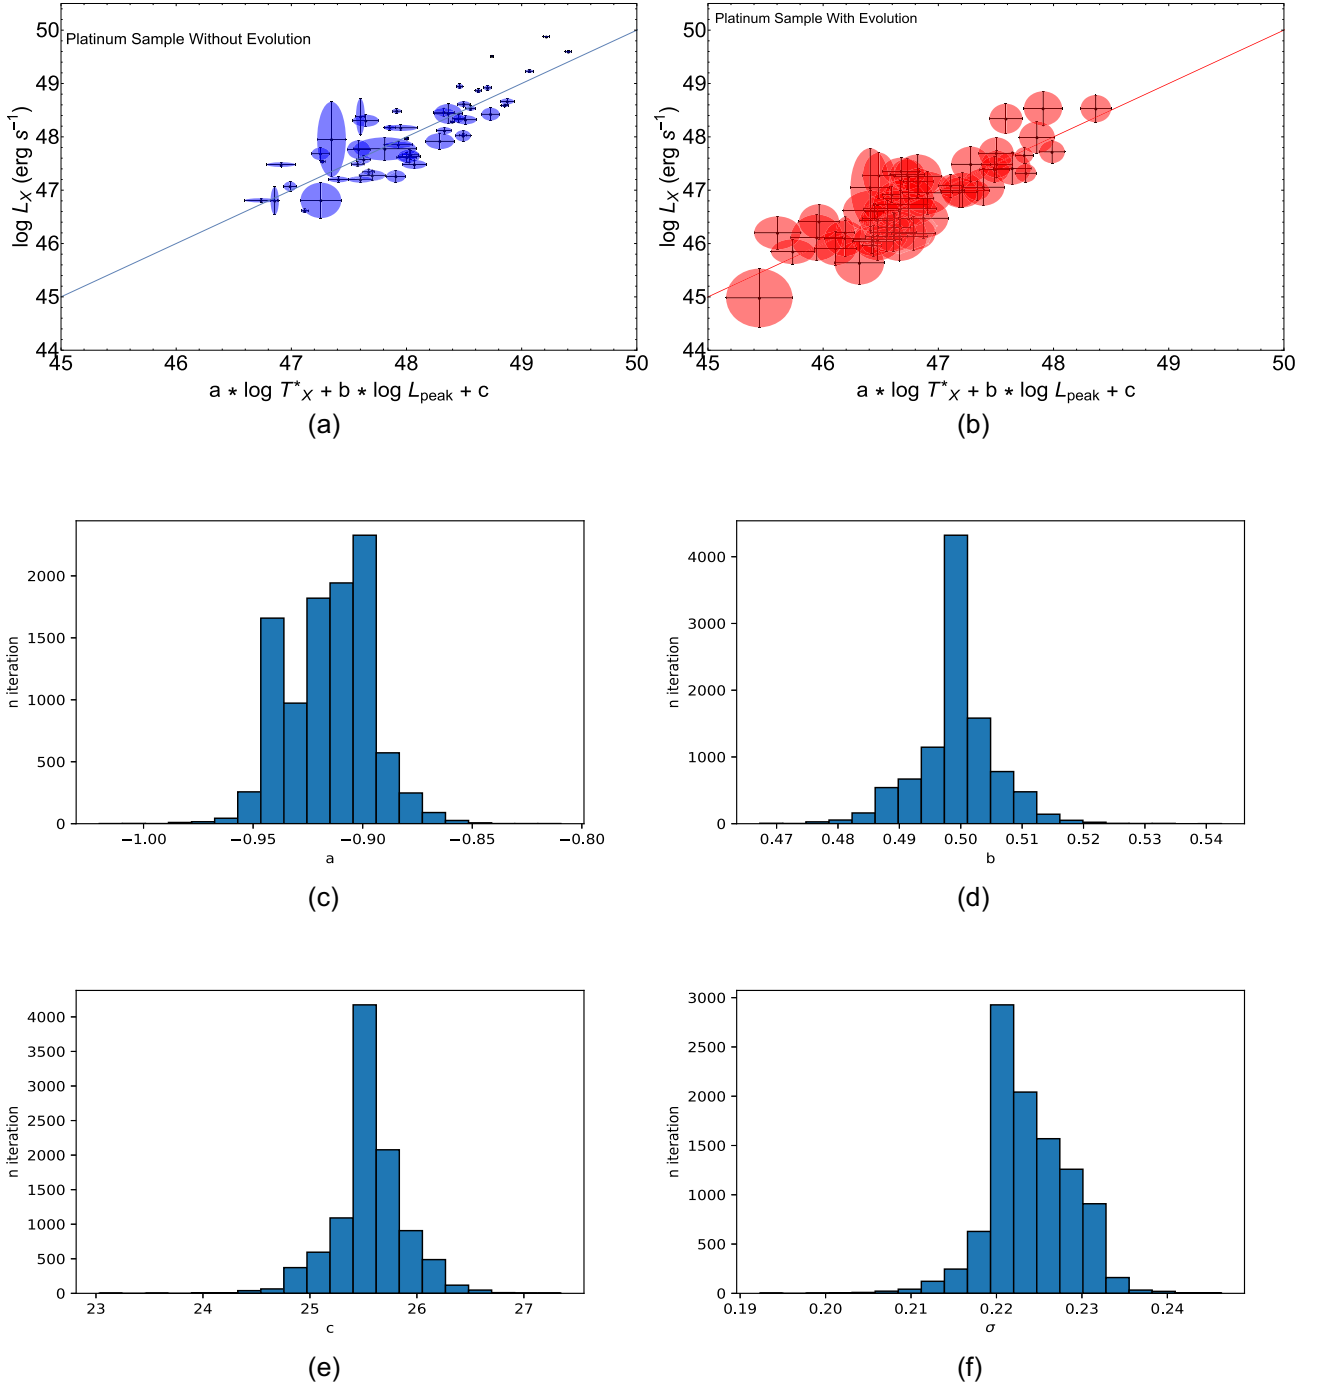 Platinum Sample Without Evolution
50
49
48
47
46
45
44
log L_X (erg s⁻¹)
45 46 47 48 49 50
a * log T*_X + b * log L_peak + c
(a)
Platinum Sample With Evolution
50
49
48
47
46
45
44
log L_X (erg s⁻¹)
45 46 47 48 49 50
a * log T*_X + b * log L_peak + c
(b)
2000
1500
1000
500
0
n iteration
−1.00 −0.95 −0.90 −0.85 −0.80
a
(c)
4000
3000
2000
1000
0
n iteration
0.47 0.48 0.49 0.50 0.51 0.52 0.53 0.54
b
(d)
4000
3500
3000
2500
2000
1500
1000
500
0
n iteration
23 24 25 26 27
c
(e)
3000
2500
2000
1500
1000
500
0
n iteration
0.19 0.20 0.21 0.22 0.23 0.24
σ
(f)